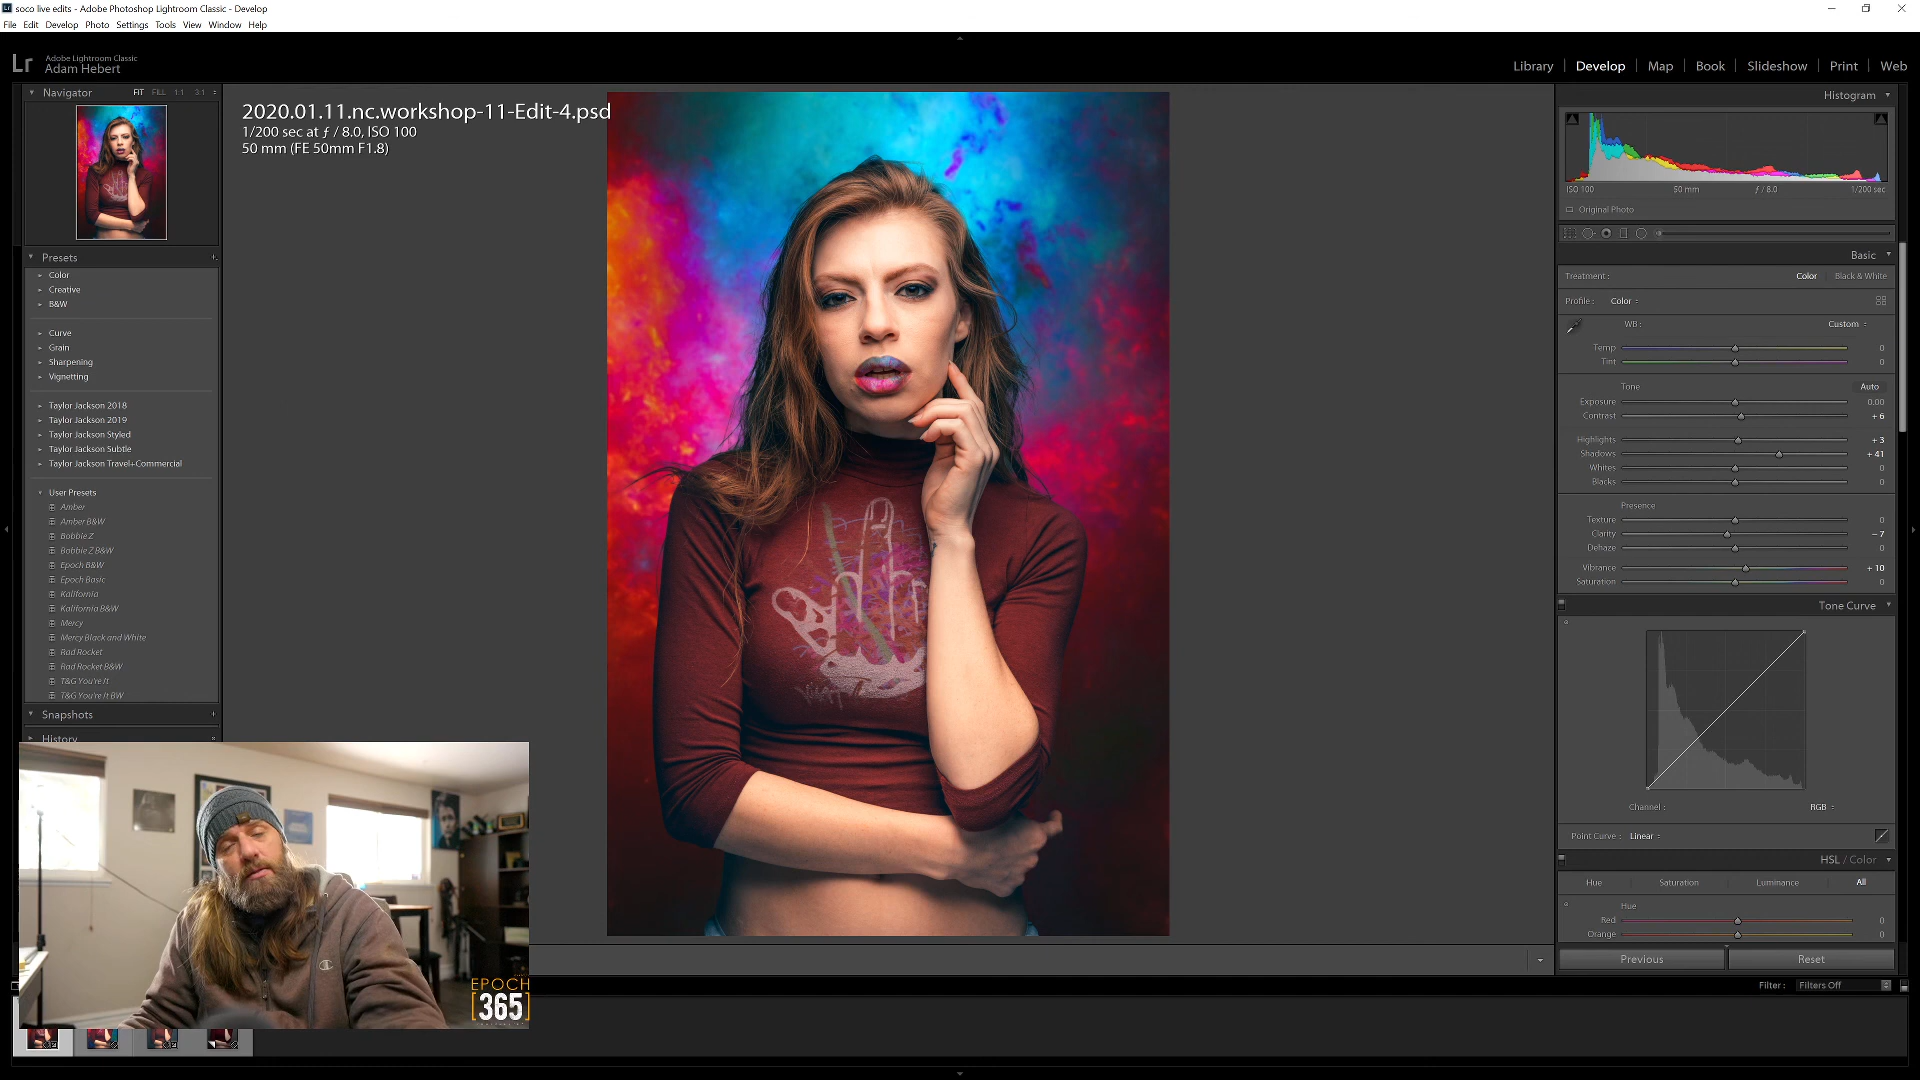 soco live edits - Adobe Photoshop Lightroom Classic - Develop
File Edit Develop Photo Settings Tools View Window Help
Lr
Adobe Lightroom Classic
Adam Hebert
Library | Develop | Map | Book | Slideshow | Print | Web
Navigator FIT FILL 1:1 3:1
Presets +
Color
Creative
B&W
Curve
Grain
Sharpening
Vignetting
Taylor Jackson 2018
Taylor Jackson 2019
Taylor Jackson Styled
Taylor Jackson Subtle
Taylor Jackson Travel+Commercial
User Presets
Amber
Amber B&W
Bobbie Z
Bobbie Z B&W
Epoch B&W
Epoch Basic
Kalifornia
Kalifornia B&W
Mercy
Mercy Black and White
Rad Rocket
Rad Rocket B&W
T&G You're It
T&G You're It BW
Snapshots +
History
2020.01.11.nc.workshop-11-Edit-4.psd
1/200 sec at ƒ / 8.0, ISO 100
50 mm (FE 50mm F1.8)
EPOCH
[365]
Histogram
ISO 100 50 mm ƒ / 8.0 1/200 sec
Original Photo
Basic
Treatment : Color Black & White
Profile : Color
WB : Custom
Temp 0
Tint 0
Tone Auto
Exposure 0.00
Contrast + 6
Highlights + 3
Shadows + 41
Whites 0
Blacks 0
Presence
Texture 0
Clarity − 7
Dehaze 0
Vibrance + 10
Saturation 0
Tone Curve
Channel : RGB
Point Curve : Linear
HSL / Color
Hue Saturation Luminance All
Hue
Red 0
Orange 0
Previous Reset
Filter : Filters Off